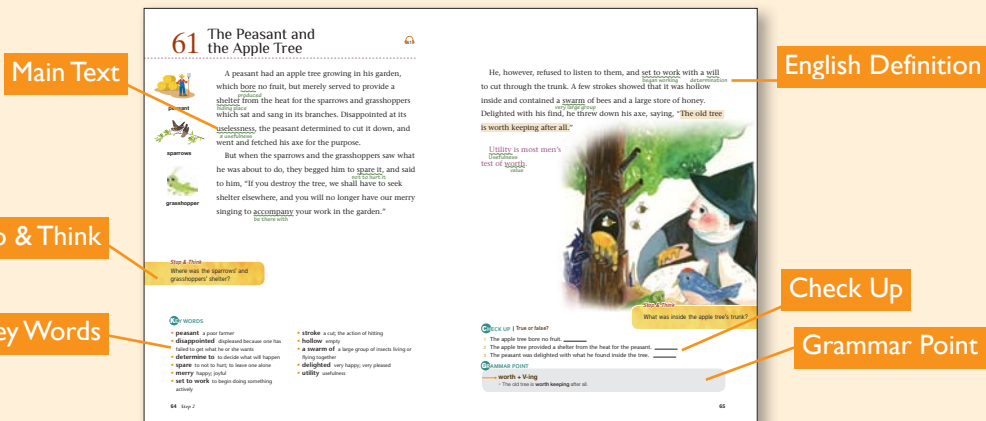 61 The Peasant and
the Apple Tree
A peasant had an apple tree growing in his garden,
which bore no fruit, but merely served to provide a
produced
shelter from the heat for the sparrows and grasshoppers
hiding place
which sat and sang in its branches. Disappointed at its
uselessness, the peasant determined to cut it down, and
went and fetched his axe for the purpose.
But when the sparrows and the grasshoppers saw what
he was about to do, they begged him to spare it, and said
not to hurt it
to him, “If you destroy the tree, we shall have to seek
shelter elsewhere, and you will no longer have our merry
singing to accompany your work in the garden.”
be there with
peasant
sparrows
grasshopper
Stop & Think
Where was the sparrows’ and
grasshoppers’ shelter?
KEY WORDS
• peasant a poor farmer
• disappointed displeased because one has
failed to get what he or she wants
• determine to to decide what will happen
• spare to not to hurt; to leave one alone
• merry happy; joyful
• set to work to begin doing something
actively
• stroke a cut; the action of hitting
• hollow empty
• a swarm of a large group of insects living or
flying together
• delighted very happy; very pleased
• utility usefulness
64 Step 2
He, however, refused to listen to them, and set to work with a will
began working determination
to cut through the trunk. A few strokes showed that it was hollow
inside and contained a swarm of bees and a large store of honey.
very large group
Delighted with his find, he threw down his axe, saying, “The old tree
is worth keeping after all.”
Utility is most men’s
Usefulness
test of worth.
value
Stop & Think
What was inside the apple tree’s trunk?
CHECK UP | True or false?
1 The apple tree bore no fruit.
2 The apple tree provided a shelter from the heat for the peasant.
3 The peasant was delighted with what he found inside the tree.
GRAMMAR POINT
worth + V-ing
• The old tree is worth keeping after all.
65
Main Text
p & Think
ey Words
English Definition
Check Up
Grammar Point